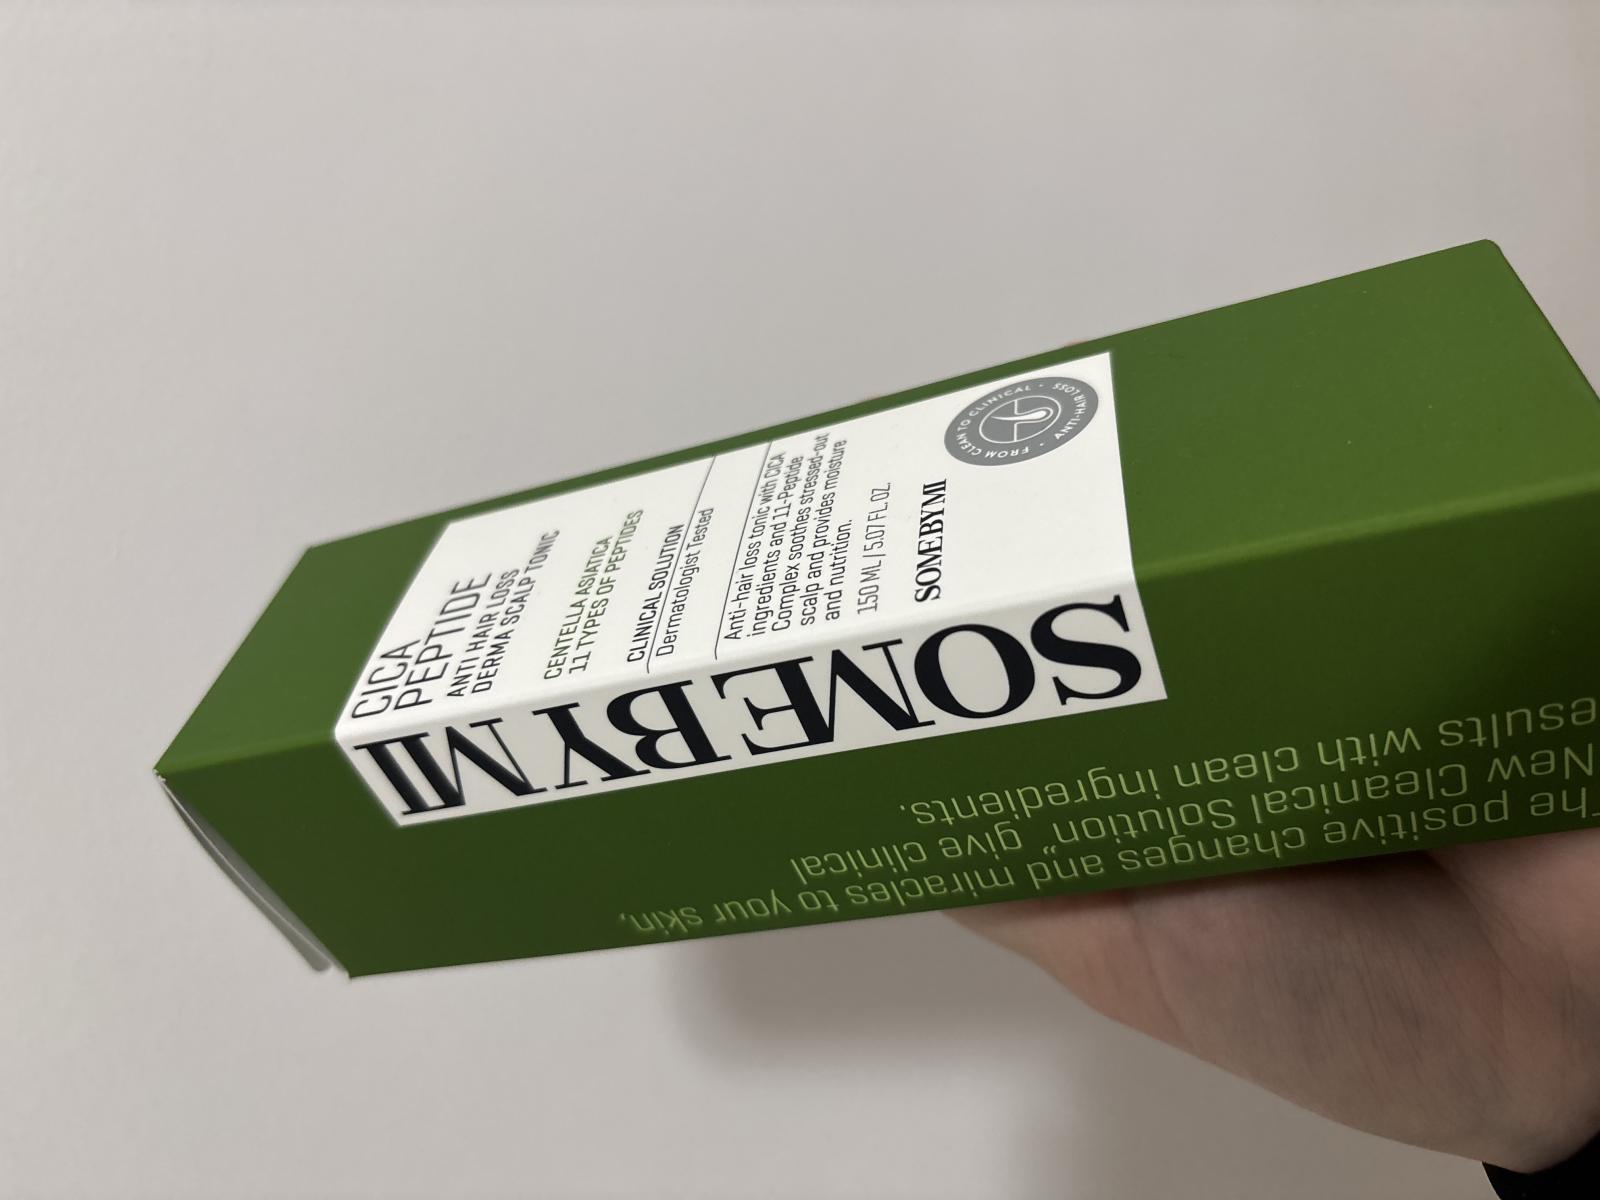 CICA
PEPTIDE
ANTI HAIR LOSS
DERMA SCALP TONIC
CENTELLA ASIATICA
11 TYPES OF PEPTIDES
CLINICAL SOLUTION
Dermatologist Tested
Anti-hair loss tonic with CICA
ingredients and 11-Peptide
Complex soothes stressed-out
scalp and provides moisture
and nutrition.
150 ML / 5.07 FL. OZ.
SOMEBYMI
FROM CLEAN TO CLINICAL · ANTI-HAIR LOSS ·
SOMEBYMI
The positive changes and miracles to your skin,
New Cleanical Solution„ give clinical
results with clean ingredients.